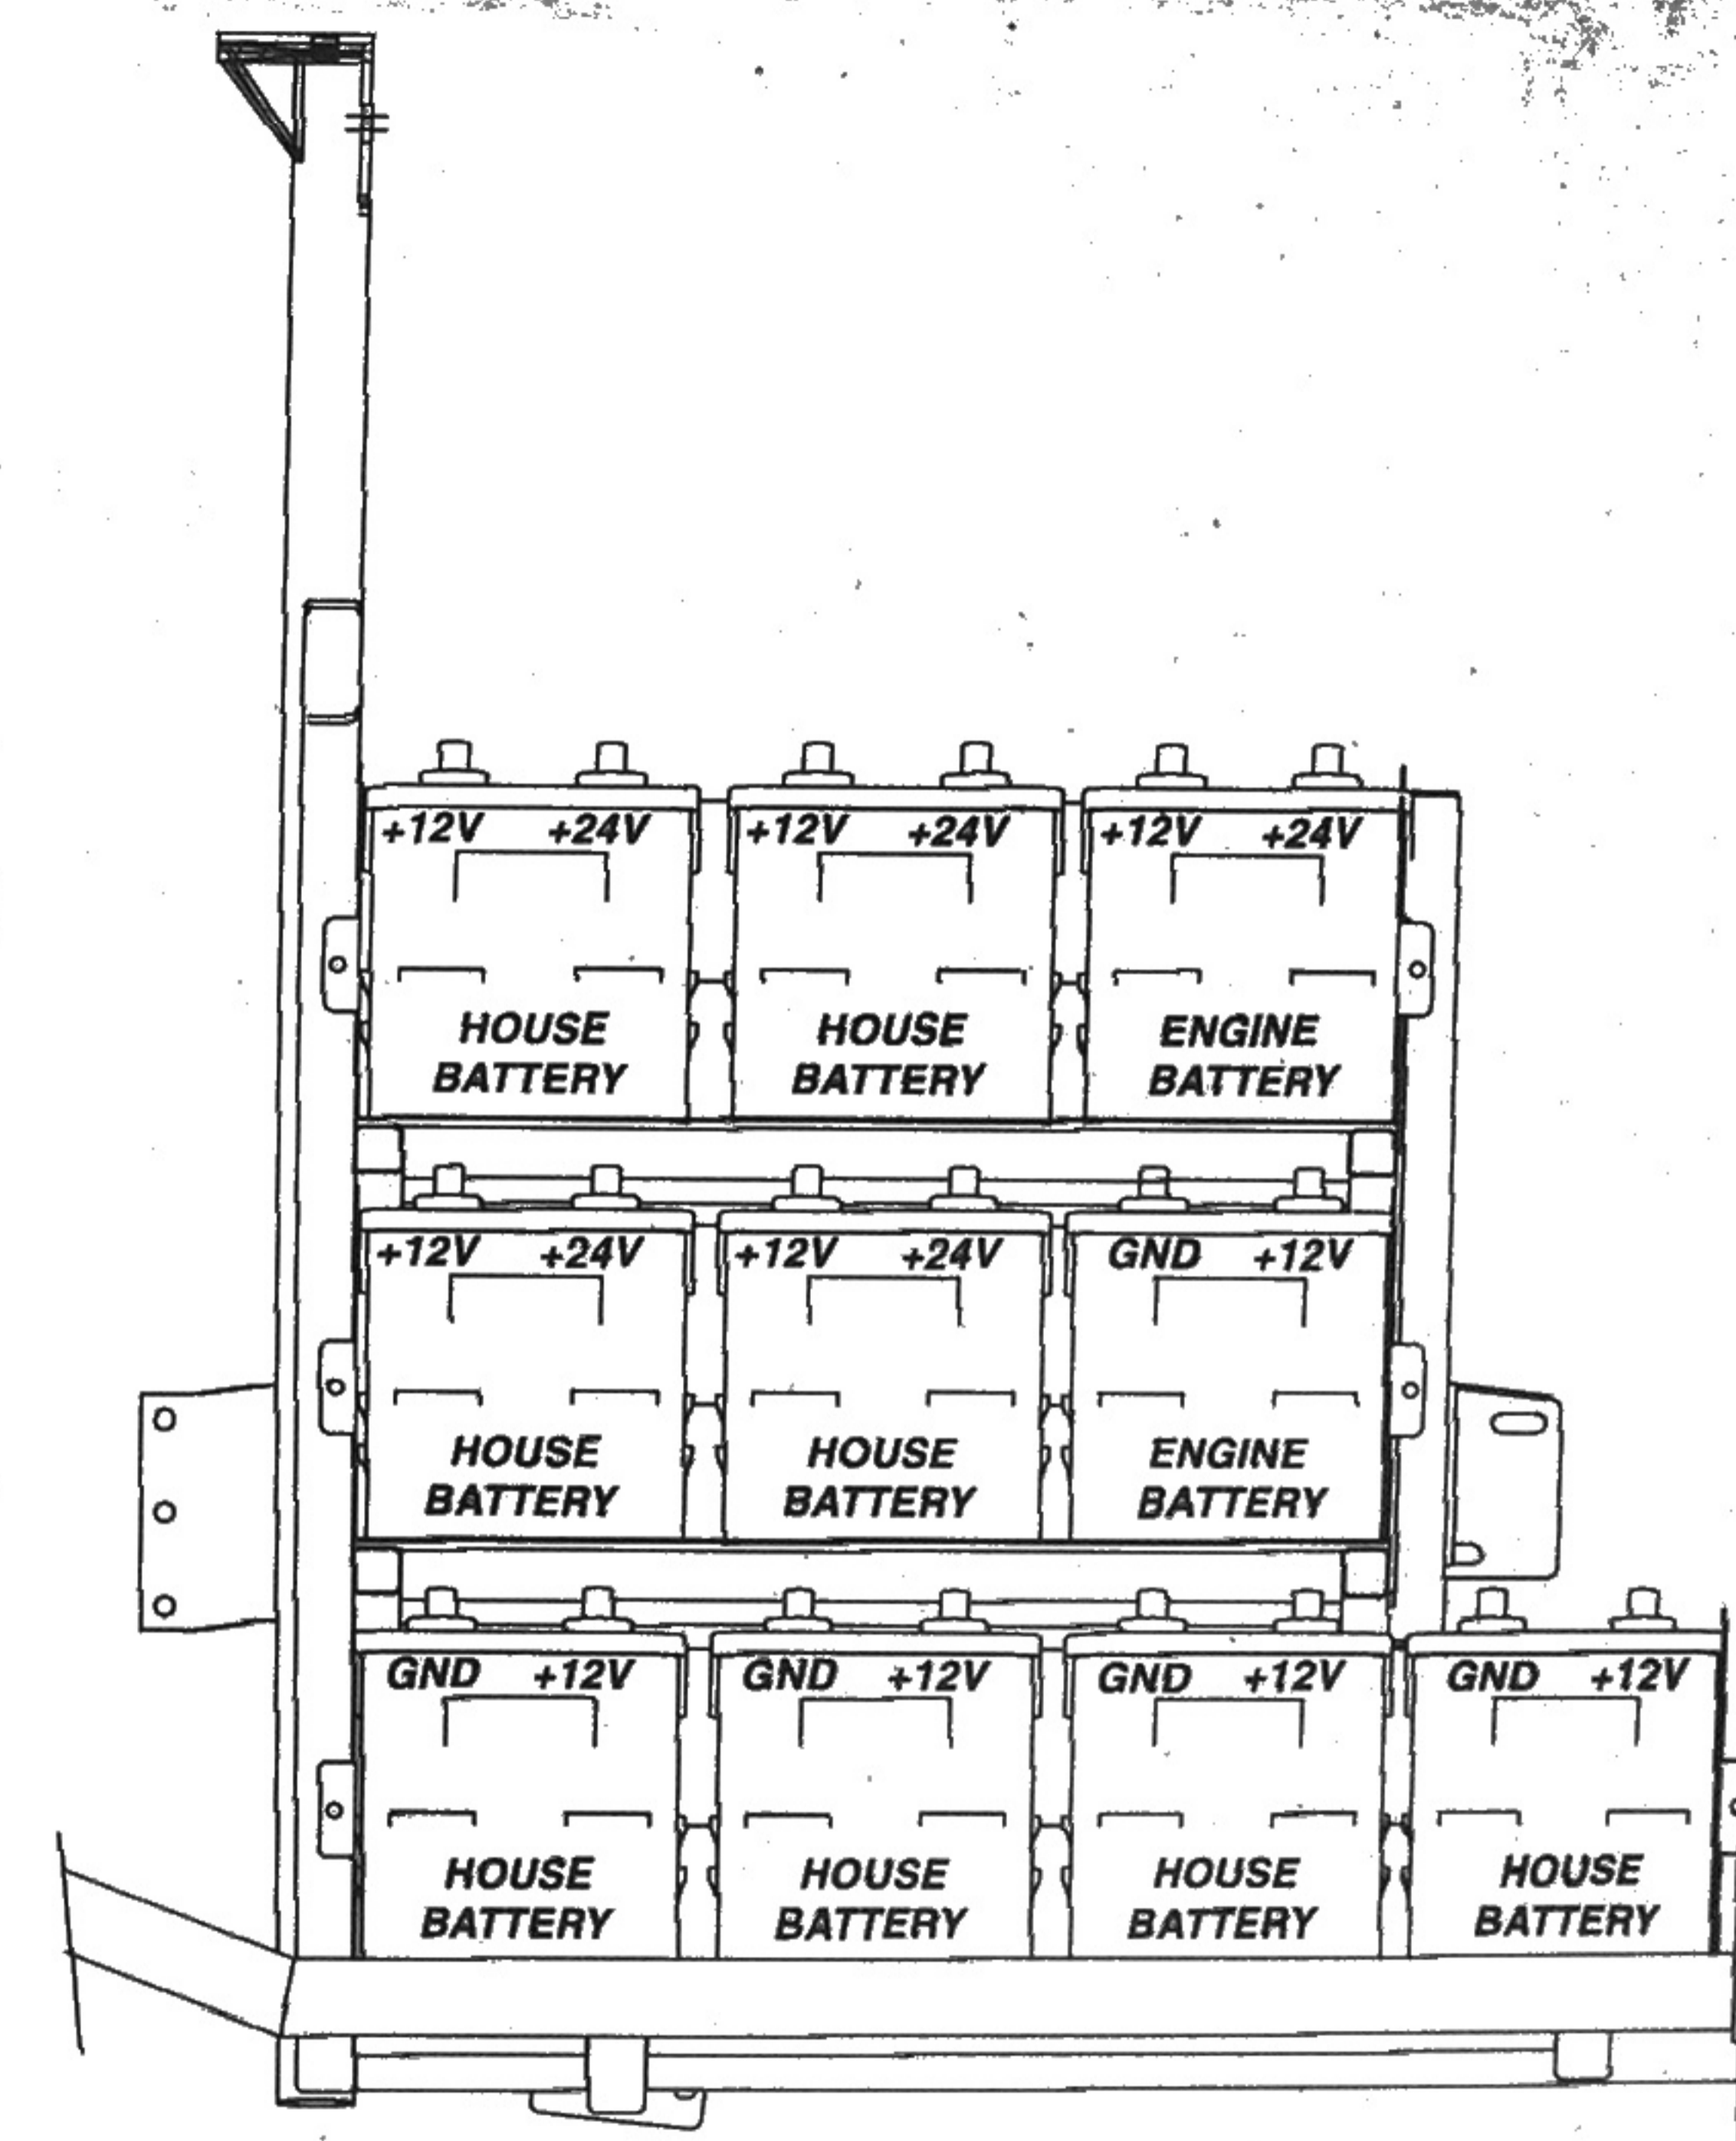 +12V +24V +12V +24V +12V +24V
HOUSE HOUSE ENGINE
BATTERY BATTERY BATTERY
+12V +24V +12V +24V GND +12V
HOUSE HOUSE ENGINE
BATTERY BATTERY BATTERY
GND +12V GND +12V GND +12V GND +12V
HOUSE HOUSE HOUSE HOUSE
BATTERY BATTERY BATTERY BATTERY